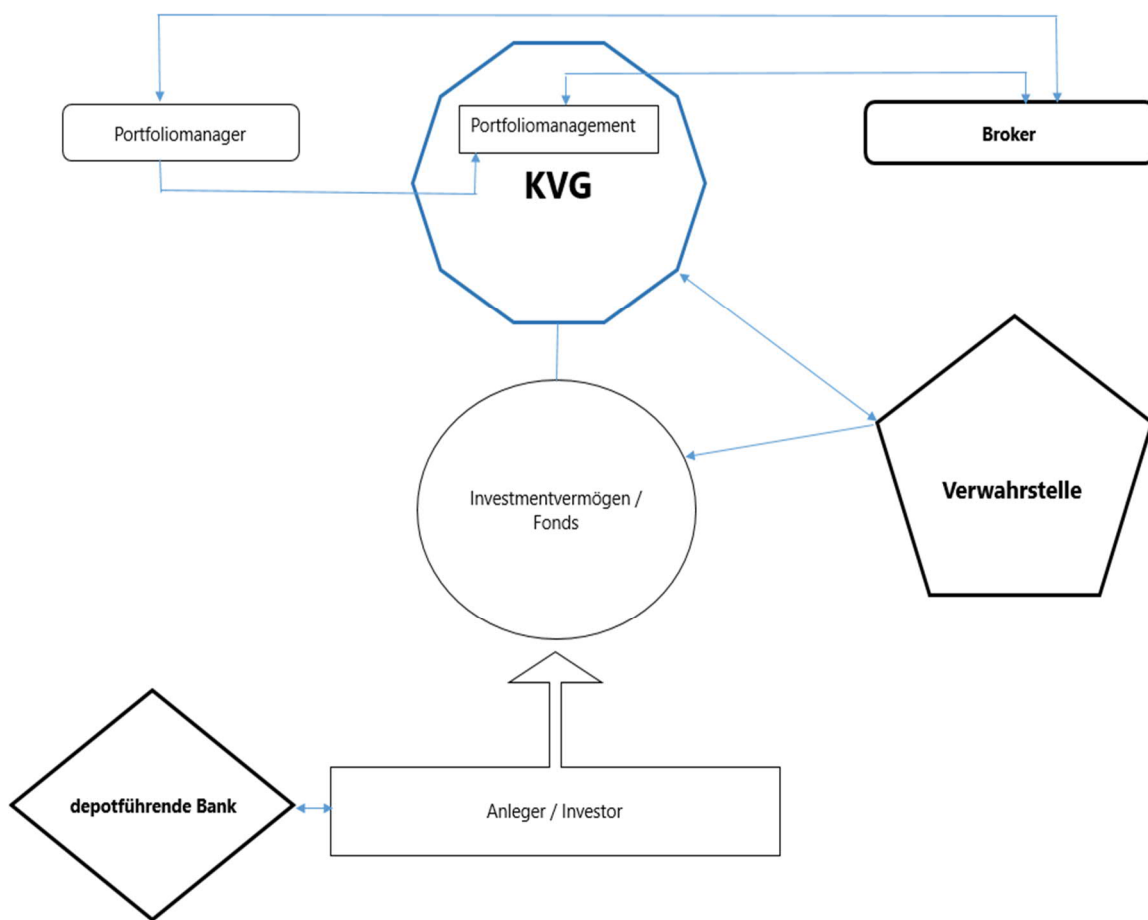 Portfoliomanager
Portfoliomanagement
Broker
KVG
Verwahrstelle
Investmentvermögen /
Fonds
depotführende Bank
Anleger / Investor